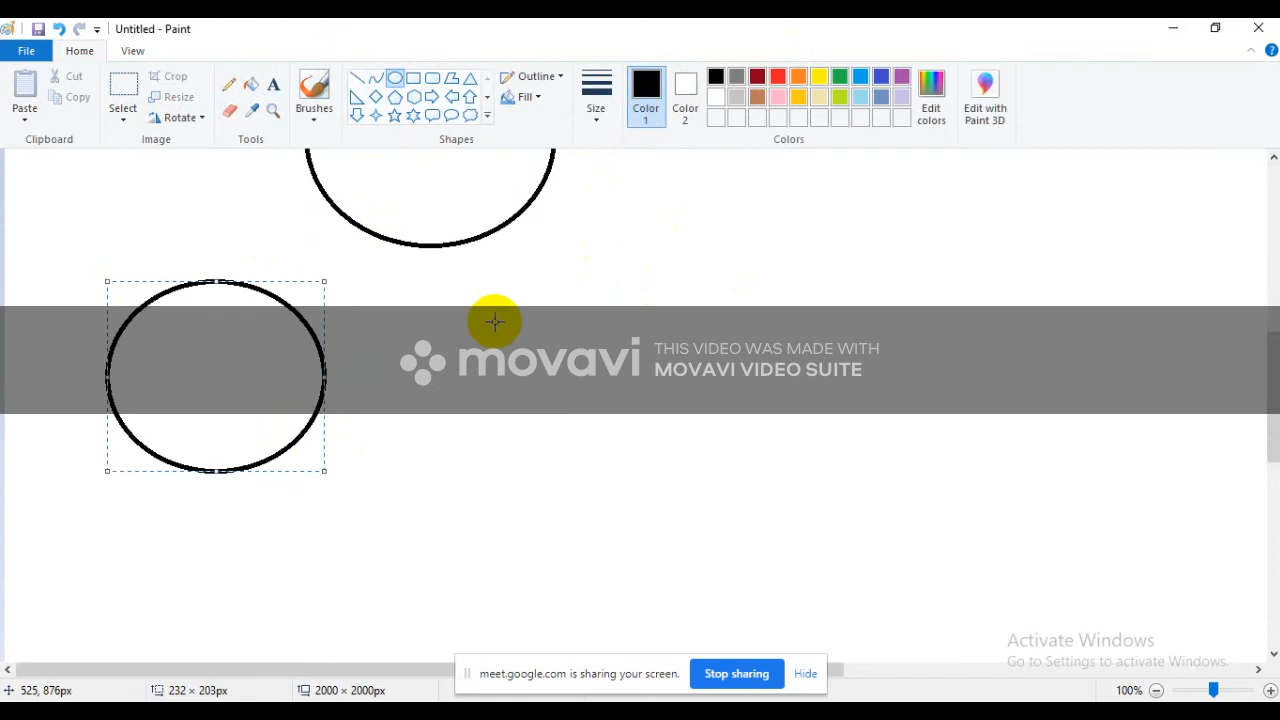 Untitled - Paint
File
Home
View
Paste
Cut
Copy
Clipboard
Select
Crop
Resize
Rotate
Image
A
Tools
Brushes
Outline
Fill
Shapes
Size
Color
1
Color
2
Edit
colors
Colors
Edit with
Paint 3D
movavi
THIS VIDEO WAS MADE WITH
MOVAVI VIDEO SUITE
Activate Windows
Go to Settings to activate Windows.
meet.google.com is sharing your screen.
Stop sharing
Hide
525, 876px
232 × 203px
2000 × 2000px
100%